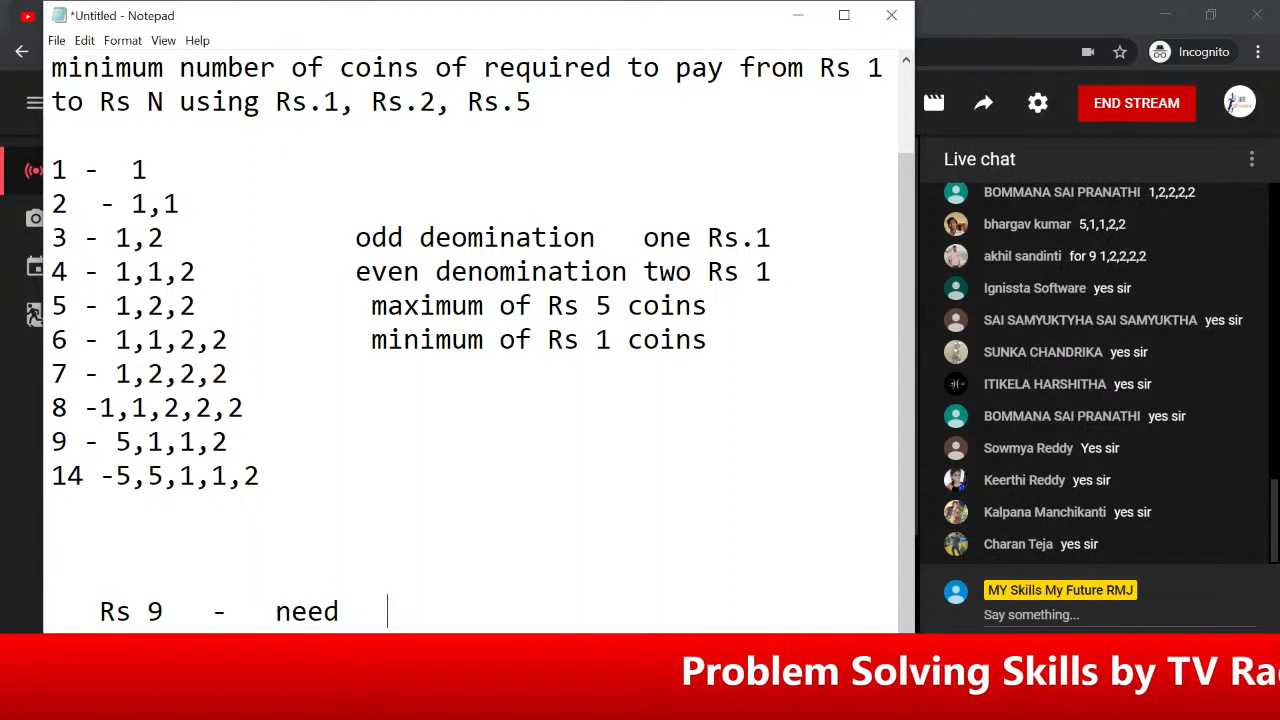 *Untitled - Notepad
File Edit Format View Help
minimum number of coins of required to pay from Rs 1
to Rs N using Rs.1, Rs.2, Rs.5
1 - 1
2 - 1,1
3 - 1,2 odd deomination one Rs.1
4 - 1,1,2 even denomination two Rs 1
5 - 1,2,2 maximum of Rs 5 coins
6 - 1,1,2,2 minimum of Rs 1 coins
7 - 1,2,2,2
8 -1,1,2,2,2
9 - 5,1,1,2
14 -5,5,1,1,2
Rs 9 - need
Incognito
END STREAM
Live chat
BOMMANA SAI PRANATHI 1,2,2,2,2
bhargav kumar 5,1,1,2,2
akhil sandinti for 9 1,2,2,2,2
Ignissta Software yes sir
SAI SAMYUKTYHA SAI SAMYUKTHA yes sir
SUNKA CHANDRIKA yes sir
ITIKELA HARSHITHA yes sir
BOMMANA SAI PRANATHI yes sir
Sowmya Reddy Yes sir
Keerthi Reddy yes sir
Kalpana Manchikanti yes sir
Charan Teja yes sir
MY Skills My Future RMJ
Say something...
Problem Solving Skills by TV Ra